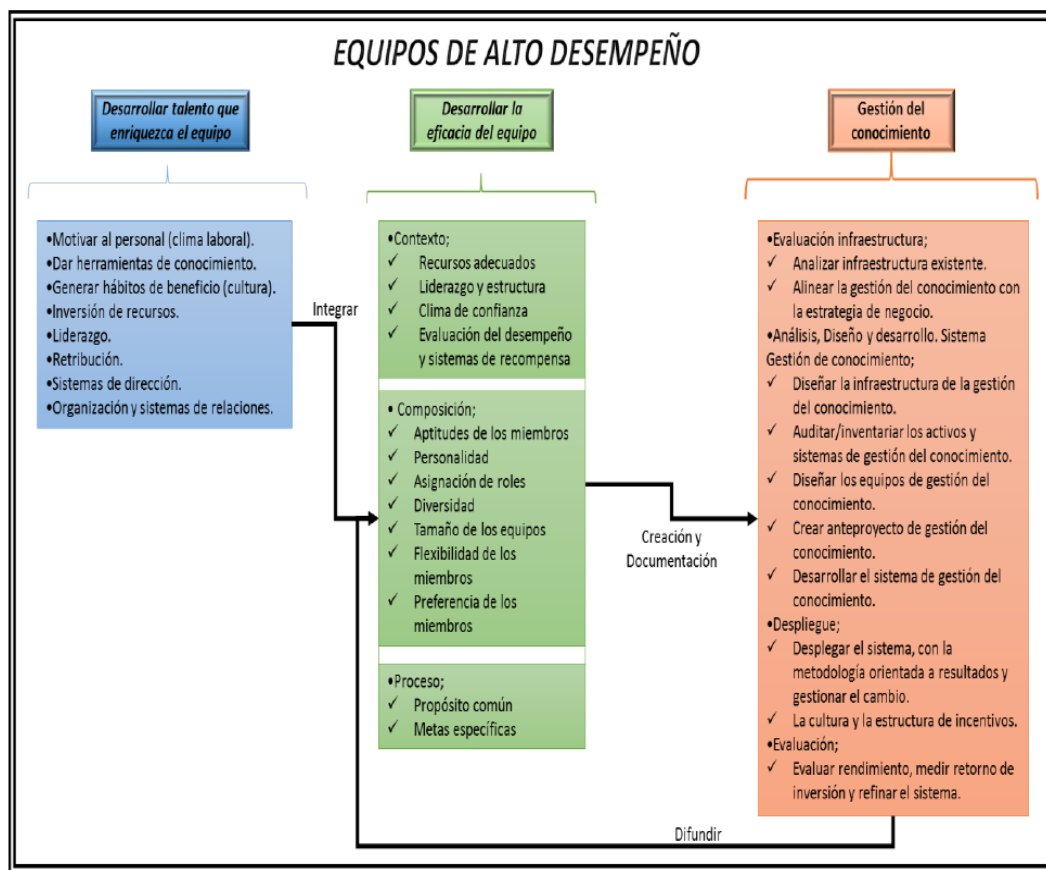 EQUIPOS DE ALTO DESEMPEÑO
Desarrollar talento que
enriquezca el equipo
•Motivar al personal (clima laboral).
•Dar herramientas de conocimiento.
•Generar hábitos de beneficio (cultura).
•Inversión de recursos.
•Liderazgo.
•Retribución.
•Sistemas de dirección.
•Organización y sistemas de relaciones.
Integrar
Desarrollar la
eficacia del equipo
•Contexto;
✓ Recursos adecuados
✓ Liderazgo y estructura
✓ Clima de confianza
✓ Evaluación del desempeño
y sistemas de recompensa
• Composición;
✓ Aptitudes de los miembros
✓ Personalidad
✓ Asignación de roles
✓ Diversidad
✓ Tamaño de los equipos
✓ Flexibilidad de los
miembros
✓ Preferencia de los
miembros
•Proceso;
✓ Propósito común
✓ Metas específicas
Creación y
Documentación
Gestión del
conocimiento
•Evaluación infraestructura;
✓ Analizar infraestructura existente.
✓ Alinear la gestión del conocimiento con
la estrategia de negocio.
•Análisis, Diseño y desarrollo. Sistema
Gestión de conocimiento;
✓ Diseñar la infraestructura de la gestión
del conocimiento.
✓ Auditar/inventariar los activos y
sistemas de gestión del conocimiento.
✓ Diseñar los equipos de gestión del
conocimiento.
✓ Crear anteproyecto de gestión del
conocimiento.
✓ Desarrollar el sistema de gestión del
conocimiento.
•Despliegue;
✓ Desplegar el sistema, con la
metodología orientada a resultados y
gestionar el cambio.
✓ La cultura y la estructura de incentivos.
•Evaluación;
✓ Evaluar rendimiento, medir retorno de
inversión y refinar el sistema.
Difundir